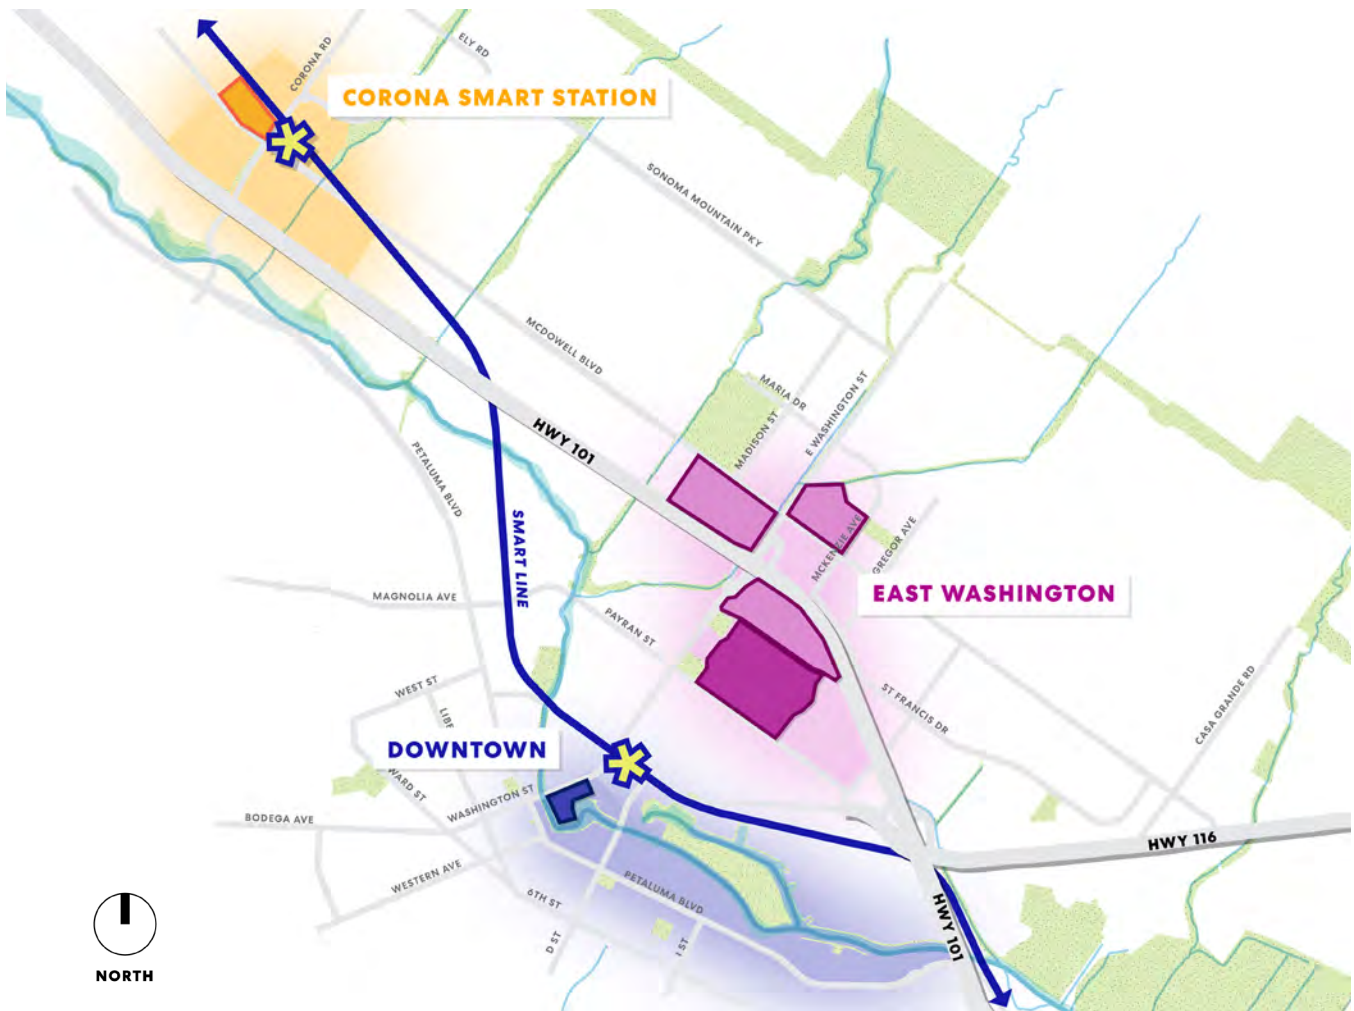 ELY RD
CORONA RD
CORONA SMART STATION
SONOMA MOUNTAIN PKY
MCDOWELL BLVD
MARIA DR
MADISON ST
E WASHINGTON ST
HWY 101
PETALUMA BLVD
SMART LINE
MCKENZIE AVE
GREGOR AVE
EAST WASHINGTON
MAGNOLIA AVE
PAYRAN ST
WEST ST
LIBE
ST FRANCIS DR
CASA GRANDE RD
DOWNTOWN
WARD ST
WASHINGTON ST
BODEGA AVE
HWY 116
WESTERN AVE
6TH ST
PETALUMA BLVD
D ST
I ST
HWY 101
NORTH